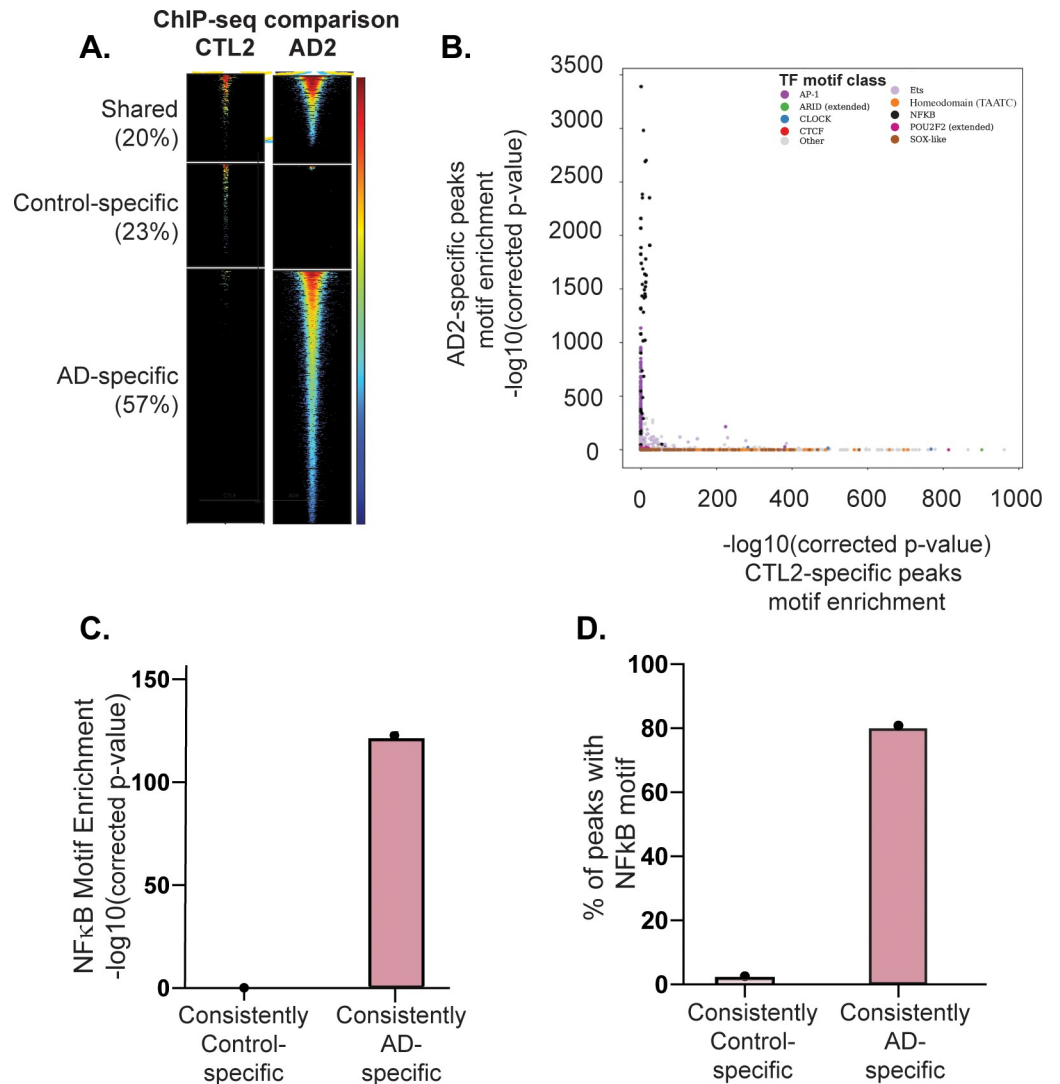 A.
ChIP-seq comparison
CTL2 AD2
Shared
(20%)
Control-specific
(23%)
AD-specific
(57%)
B.
AD2-specific peaks
motif enrichment
-log10(corrected p-value)
3500
3000
2500
2000
1500
1000
500
0
TF motif class
AP-1
ARID (extended)
CLOCK
CTCF
Other
Ets
Homeodomain (TAATC)
NFKB
POU2F2 (extended)
SOX-like
0 200 400 600 800 1000
-log10(corrected p-value)
CTL2-specific peaks
motif enrichment
C.
NFκB Motif Enrichment
-log10(corrected p-value)
150
100
50
0
Consistently
Control-
specific
Consistently
AD-
specific
D.
% of peaks with
NFkB motif
100
80
60
40
20
0
Consistently
Control-
specific
Consistently
AD-
specific